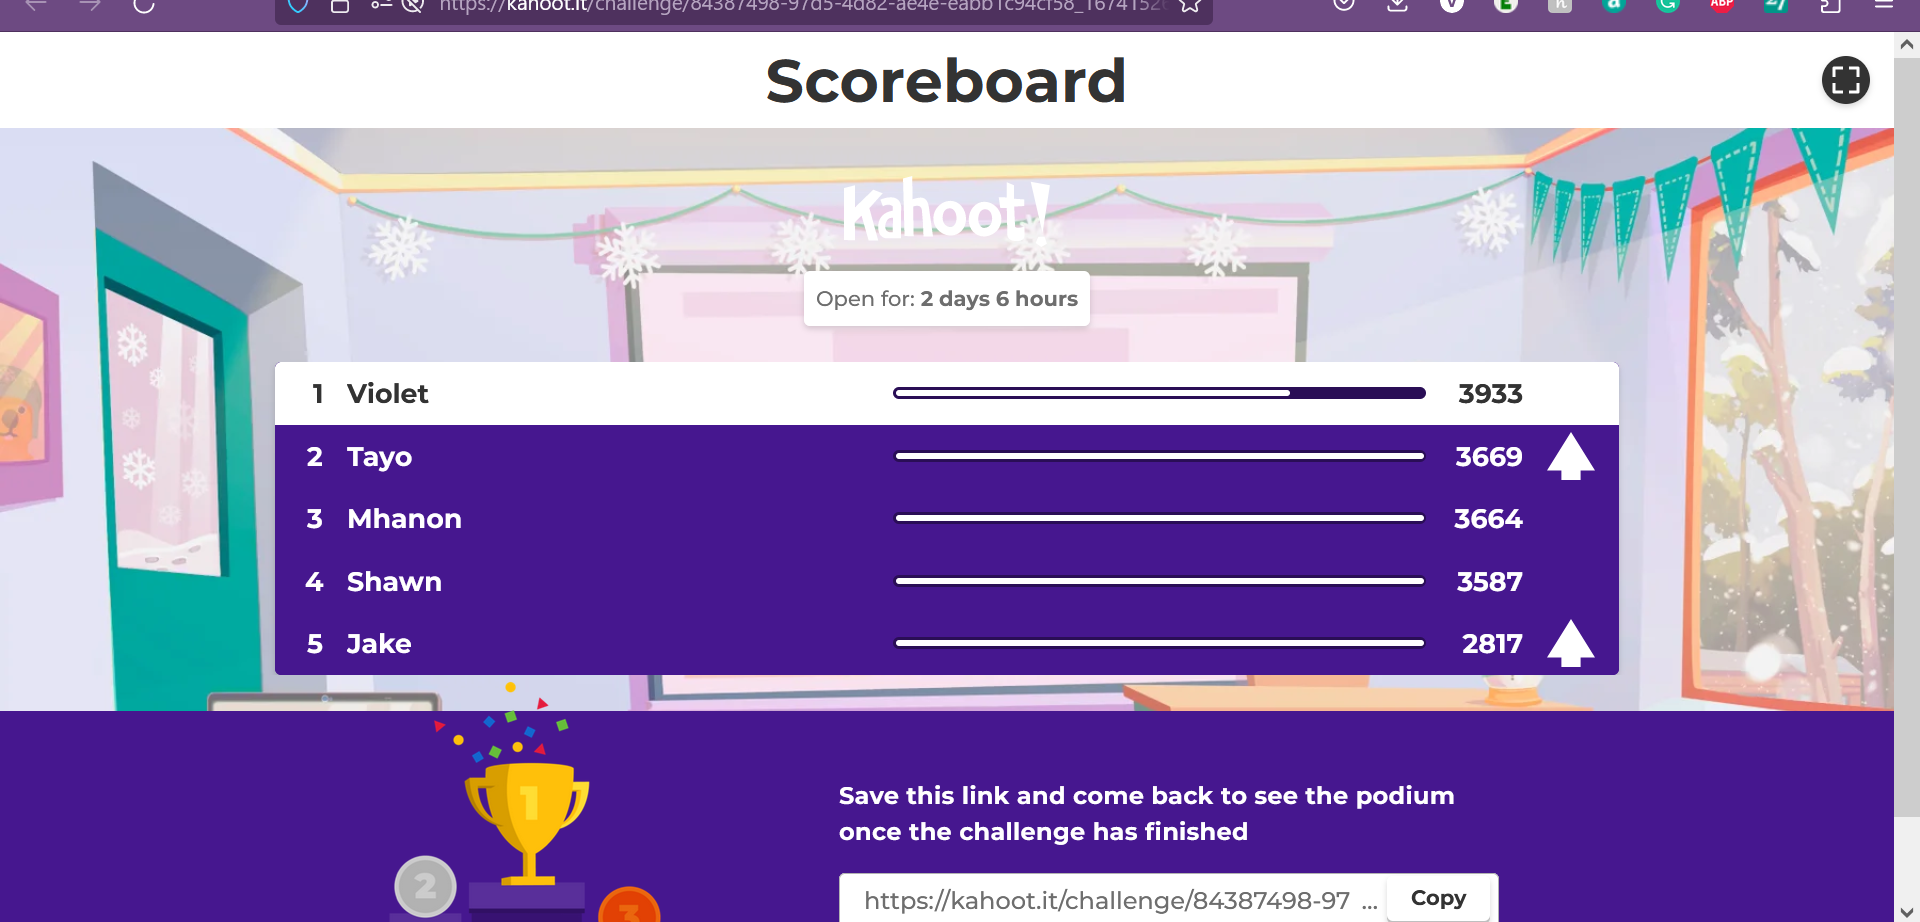 https://kahoot.it/challenge/84387498-97d5-4d82-ae4e-eabb1c94cf58_1674152
Scoreboard
Kahoot!
Open for: 2 days 6 hours
1 Violet 3933
2 Tayo 3669
3 Mhanon 3664
4 Shawn 3587
5 Jake 2817
1
2
3
Save this link and come back to see the podium
once the challenge has finished
https://kahoot.it/challenge/84387498-97 ... Copy